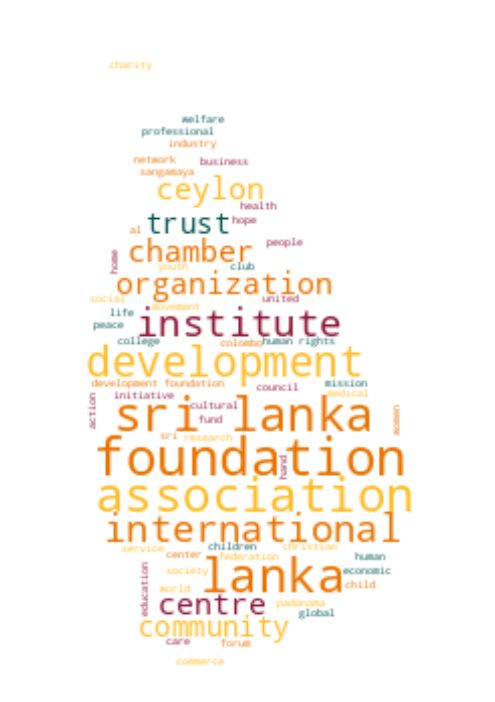 charity
welfare
professional
industry
network business
sangamaya
ceylon
health
trust hope
al
chamber people
home
youth club
organization
social united
movement
life
institute
peace
college colombo human rights
development
development foundation council mission
initiative medical
action
sri lanka
cultural
fund
women
sri research
foundation
hand
association
international
service children christian
center federation human
lanka
society economic
education
world child
centre padanama
global
community
care forum
commerce